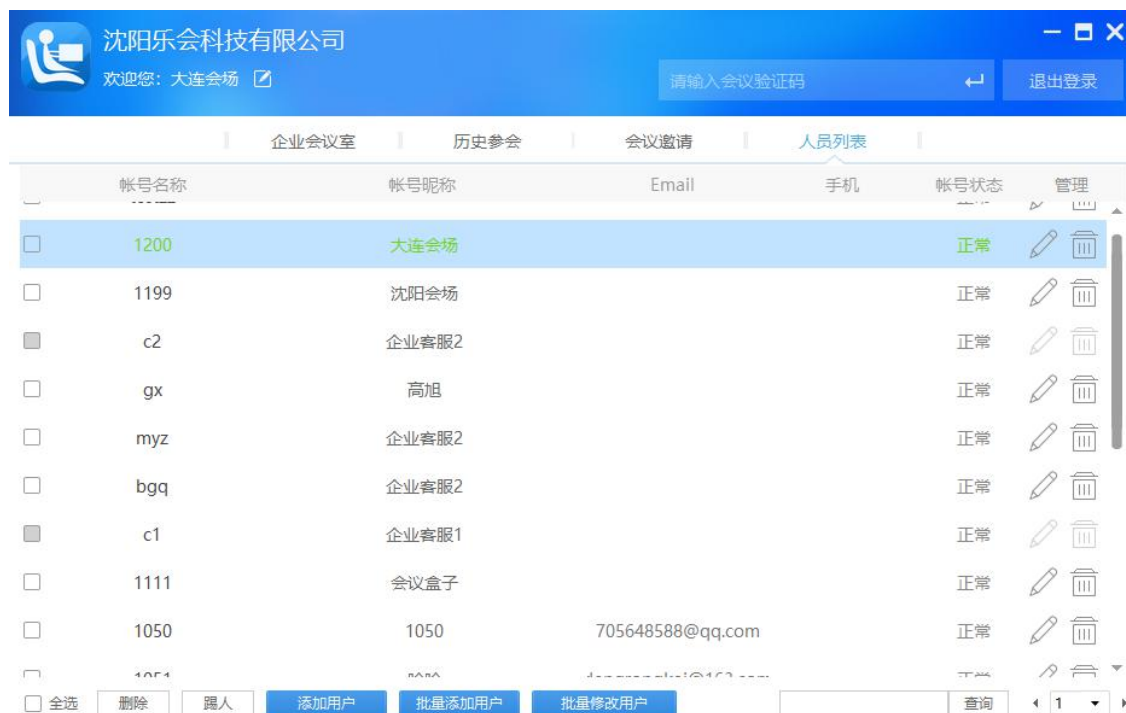 沈阳乐会科技有限公司
欢迎您：大连会场
请输入会议验证码 退出登录
企业会议室 历史参会 会议邀请 人员列表
帐号名称 帐号昵称 Email 手机 帐号状态 管理
1200 大连会场 正常
1199 沈阳会场 正常
c2 企业客服2 正常
gx 高旭 正常
myz 企业客服2 正常
bgq 企业客服2 正常
c1 企业客服1 正常
1111 会议盒子 正常
1050 1050 705648588@qq.com 正常
全选 删除 踢人 添加用户 批量添加用户 批量修改用户 查询 1